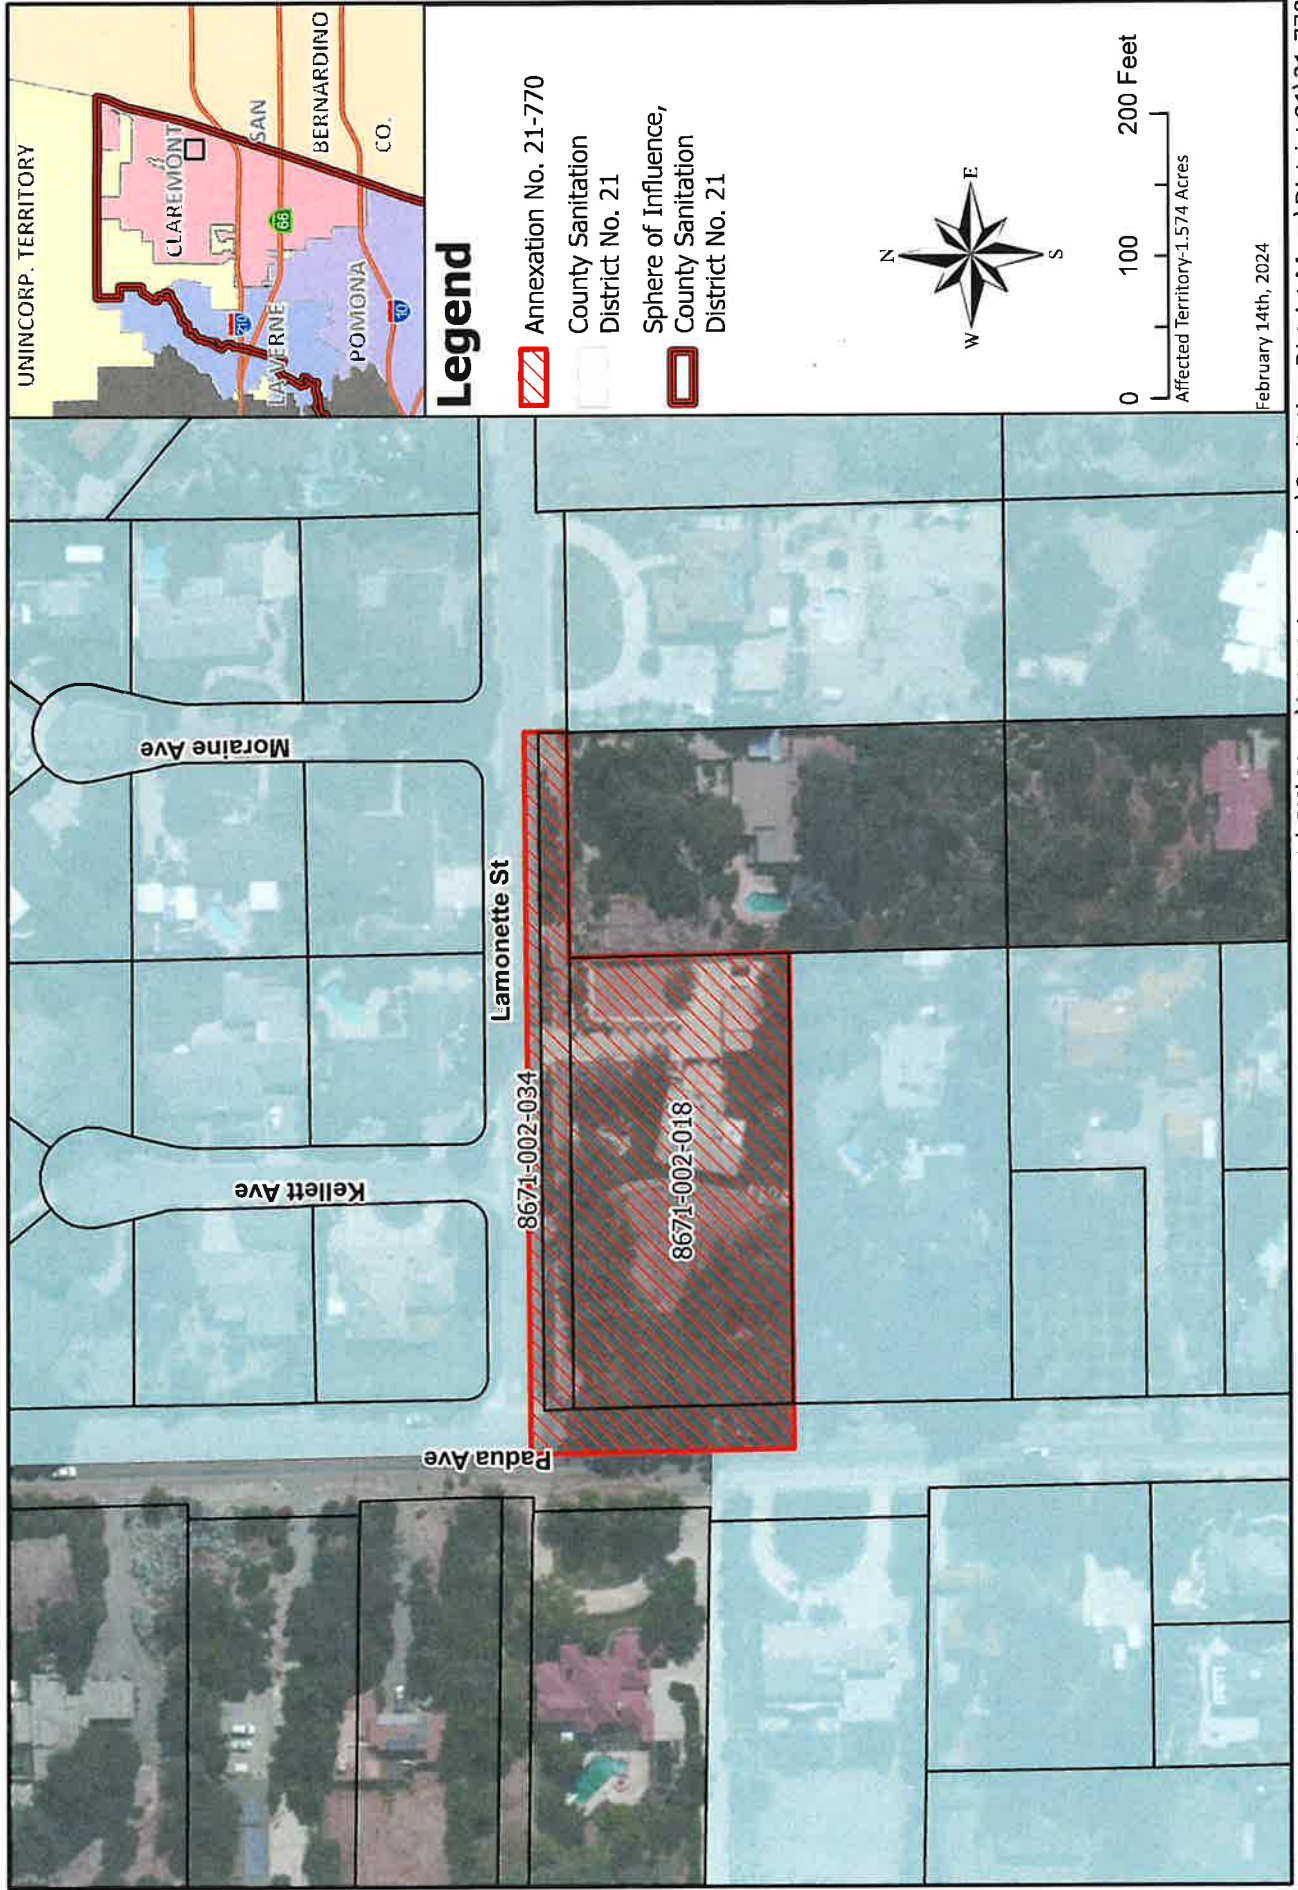 UNINCORP. TERRITORY
CLAREMONT
SAN
BERNARDINO
CO.
210
66
LA VERNE
POMONA
10
Legend
Annexation No. 21-770
County Sanitation
District No. 21
Sphere of Influence,
County Sanitation
District No. 21
N
W
E
S
0 100 200 Feet
Affected Territory-1.574 Acres
February 14th, 2024
Moraine Ave
Kellett Ave
Lamonette St
Padua Ave
8671-002-034
8671-002-018